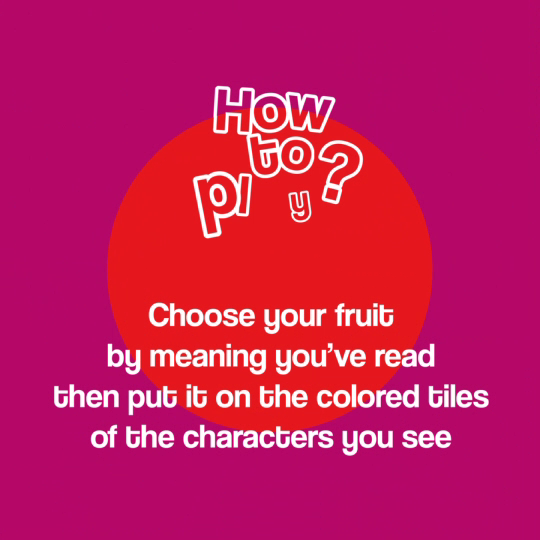 How
to
pl y?
Choose your fruit
by meaning you've read
then put it on the colored tiles
of the characters you see